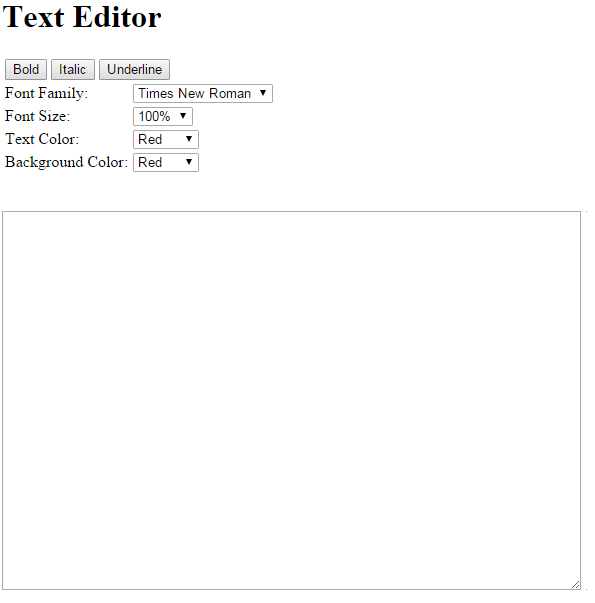 Text Editor
Bold Italic Underline
Font Family: Times New Roman
Font Size: 100%
Text Color: Red
Background Color: Red